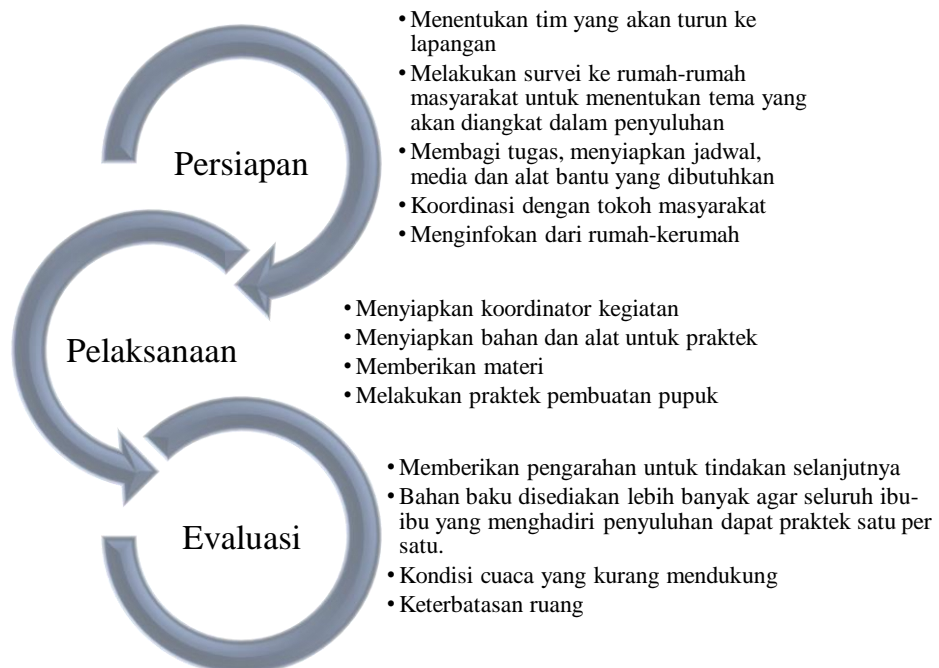 • Menentukan tim yang akan turun ke
lapangan
• Melakukan survei ke rumah-rumah
masyarakat untuk menentukan tema yang
akan diangkat dalam penyuluhan
• Membagi tugas, menyiapkan jadwal,
media dan alat bantu yang dibutuhkan
• Koordinasi dengan tokoh masyarakat
• Menginfokan dari rumah-kerumah
Persiapan
• Menyiapkan koordinator kegiatan
• Menyiapkan bahan dan alat untuk praktek
• Memberikan materi
• Melakukan praktek pembuatan pupuk
Pelaksanaan
• Memberikan pengarahan untuk tindakan selanjutnya
• Bahan baku disediakan lebih banyak agar seluruh ibu-
ibu yang menghadiri penyuluhan dapat praktek satu per
satu.
• Kondisi cuaca yang kurang mendukung
• Keterbatasan ruang
Evaluasi